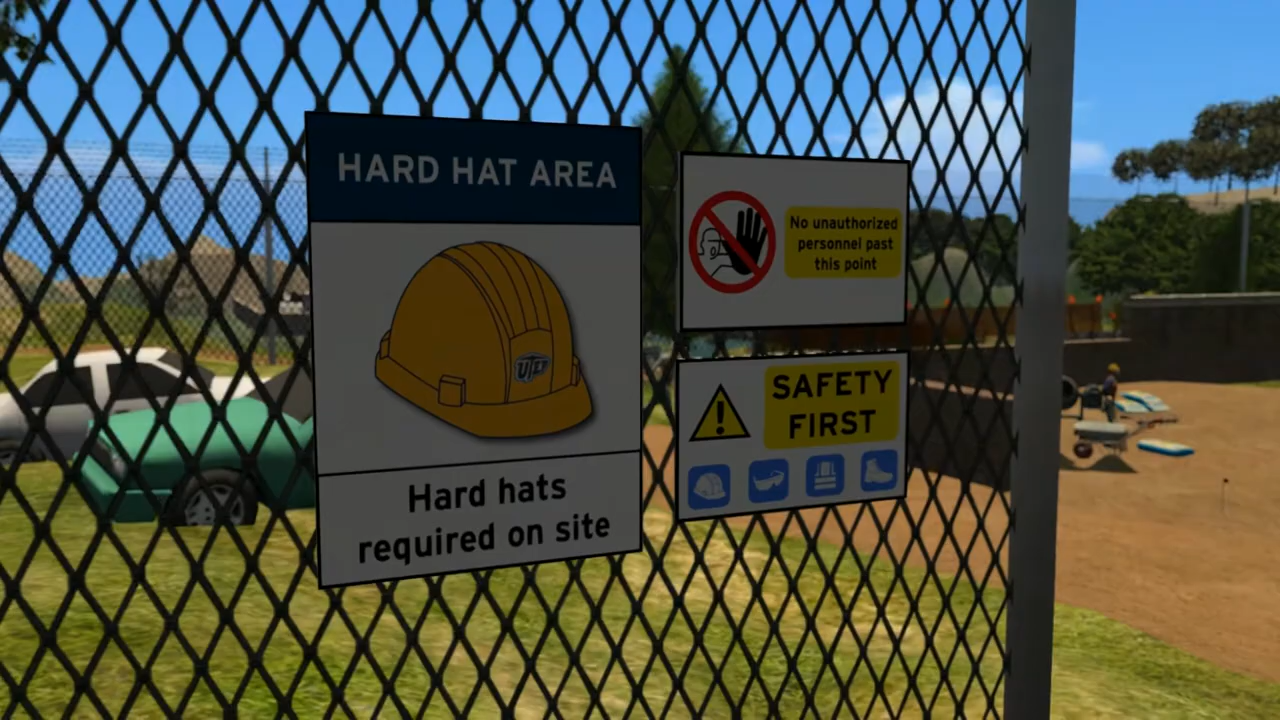 HARD HAT AREA
UTEP
Hard hats
required on site
No unauthorized
personnel past
this point
SAFETY
FIRST